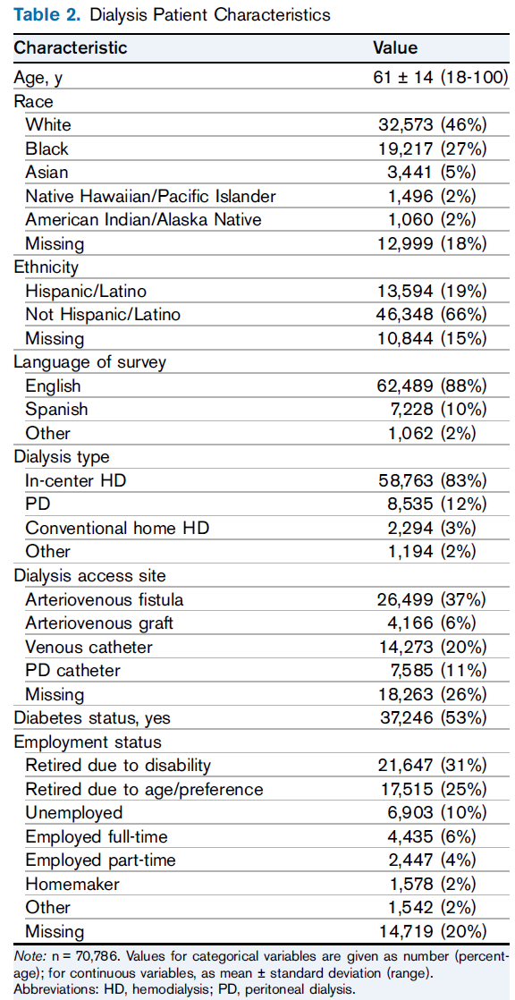 Table 2. Dialysis Patient Characteristics
Characteristic Value
Age, y 61 ± 14 (18-100)
Race
White 32,573 (46%)
Black 19,217 (27%)
Asian 3,441 (5%)
Native Hawaiian/Pacific Islander 1,496 (2%)
American Indian/Alaska Native 1,060 (2%)
Missing 12,999 (18%)
Ethnicity
Hispanic/Latino 13,594 (19%)
Not Hispanic/Latino 46,348 (66%)
Missing 10,844 (15%)
Language of survey
English 62,489 (88%)
Spanish 7,228 (10%)
Other 1,062 (2%)
Dialysis type
In-center HD 58,763 (83%)
PD 8,535 (12%)
Conventional home HD 2,294 (3%)
Other 1,194 (2%)
Dialysis access site
Arteriovenous fistula 26,499 (37%)
Arteriovenous graft 4,166 (6%)
Venous catheter 14,273 (20%)
PD catheter 7,585 (11%)
Missing 18,263 (26%)
Diabetes status, yes 37,246 (53%)
Employment status
Retired due to disability 21,647 (31%)
Retired due to age/preference 17,515 (25%)
Unemployed 6,903 (10%)
Employed full-time 4,435 (6%)
Employed part-time 2,447 (4%)
Homemaker 1,578 (2%)
Other 1,542 (2%)
Missing 14,719 (20%)
Note: n = 70,786. Values for categorical variables are given as number (percent-
age); for continuous variables, as mean ± standard deviation (range).
Abbreviations: HD, hemodialysis; PD, peritoneal dialysis.